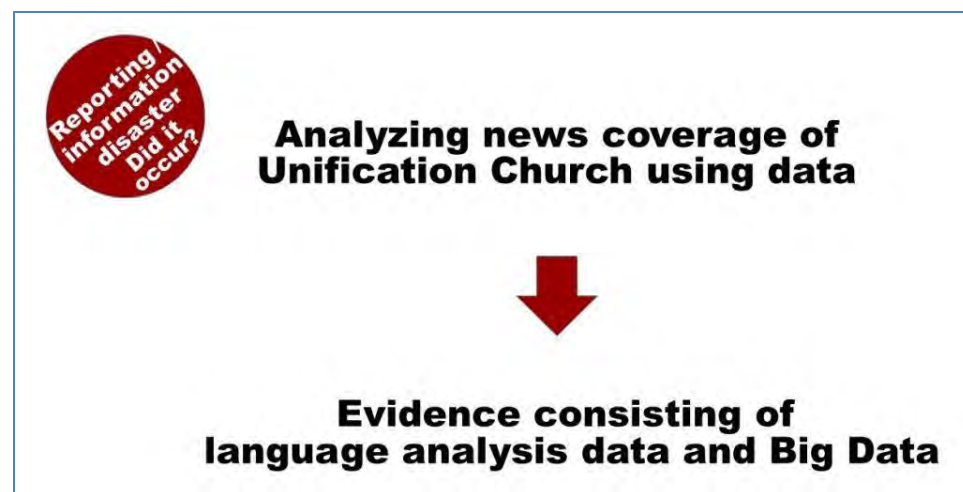 Reporting /
information
disaster
Did it
occur?
Analyzing news coverage of
Unification Church using data
Evidence consisting of
language analysis data and Big Data